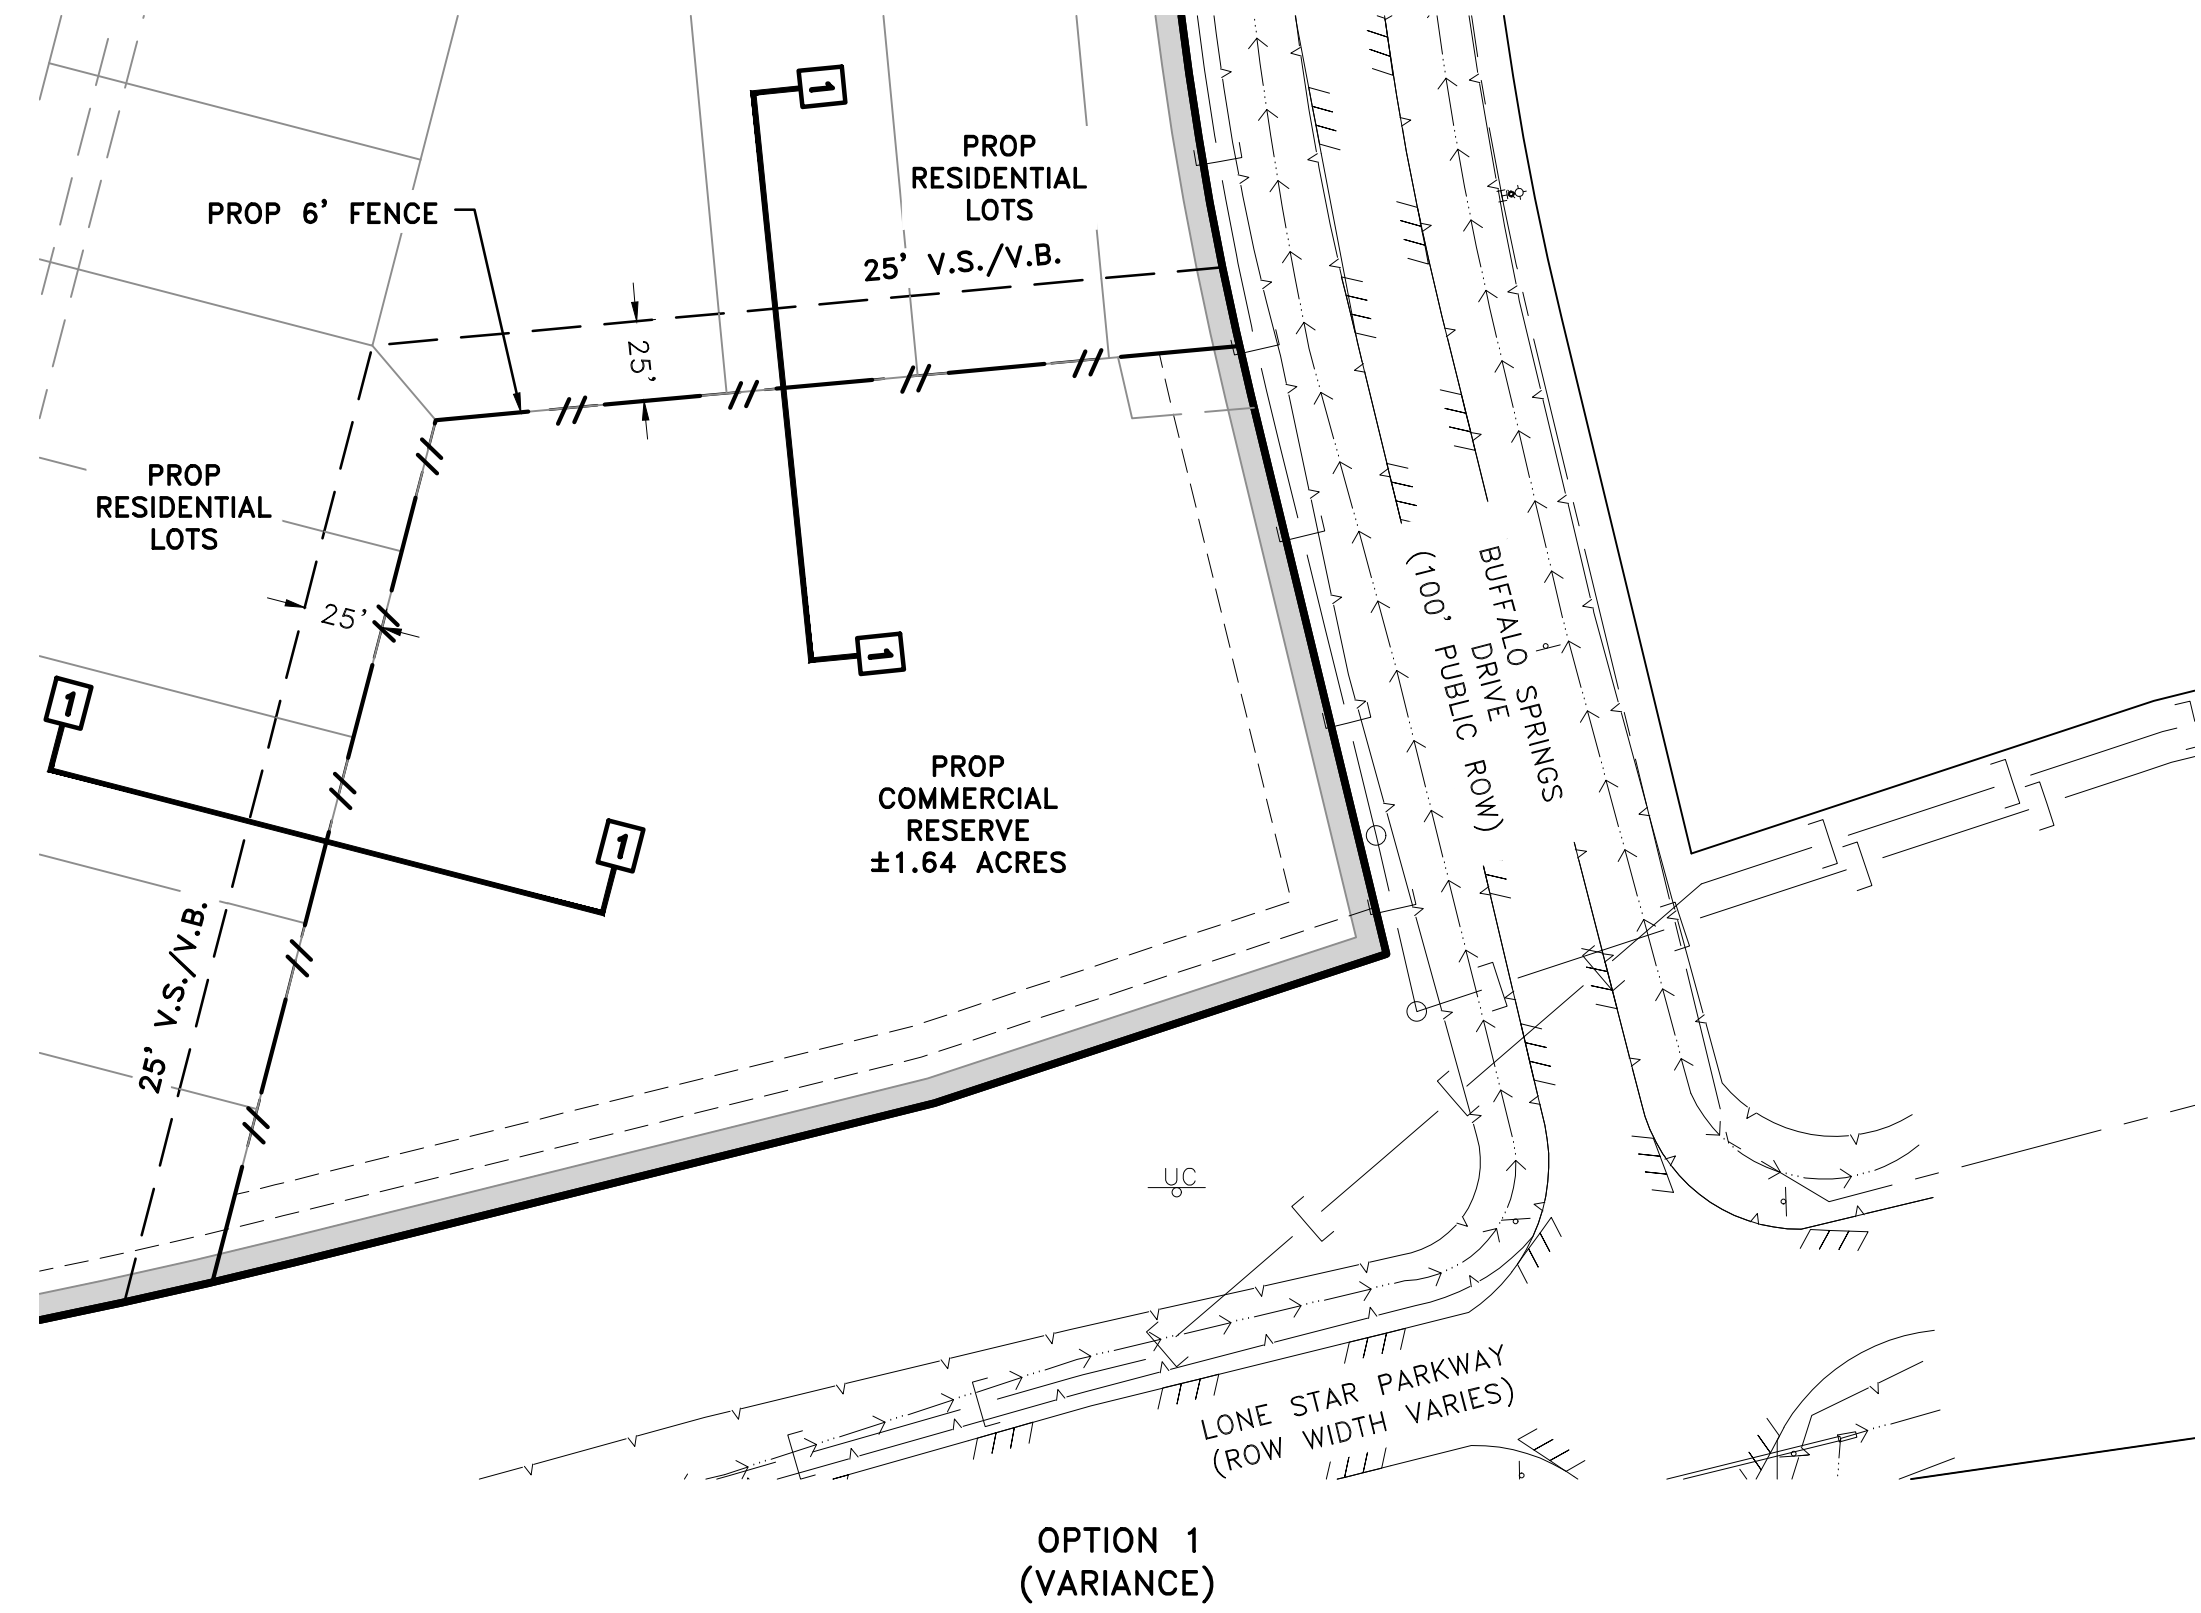 1
PROP
RESIDENTIAL
LOTS
PROP 6' FENCE
25' V.S./V.B.
25'
PROP
RESIDENTIAL
LOTS
25'
1
1
1
PROP
COMMERCIAL
RESERVE
±1.64 ACRES
25' V.S./V.B.
BUFFALO SPRINGS
DRIVE
(100' PUBLIC ROW)
UC
LONE STAR PARKWAY
(ROW WIDTH VARIES)
OPTION 1
(VARIANCE)